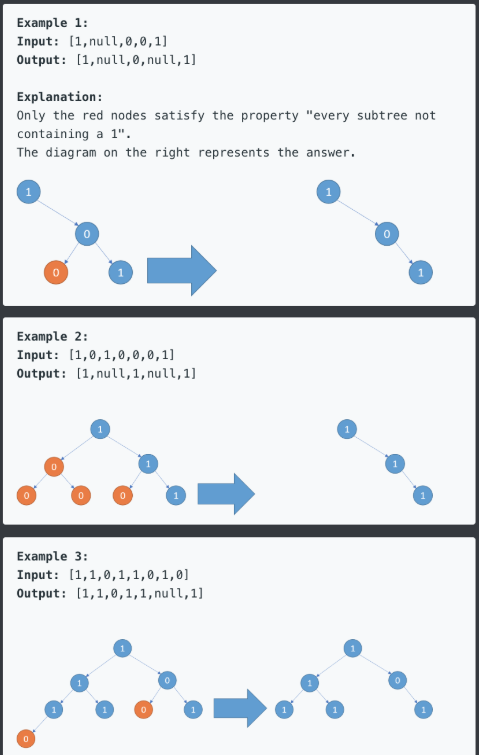 Example 1:
Input: [1,null,0,0,1]
Output: [1,null,0,null,1]
Explanation:
Only the red nodes satisfy the property "every subtree not
containing a 1".
The diagram on the right represents the answer.
1 1
0 0
0 1 1
Example 2:
Input: [1,0,1,0,0,0,1]
Output: [1,null,1,null,1]
1 1
0 1 1
0 0 0 1 1
Example 3:
Input: [1,1,0,1,1,0,1,0]
Output: [1,1,0,1,1,null,1]
1 1
1 0 1 0
1 1 0 1 1 1 1
0